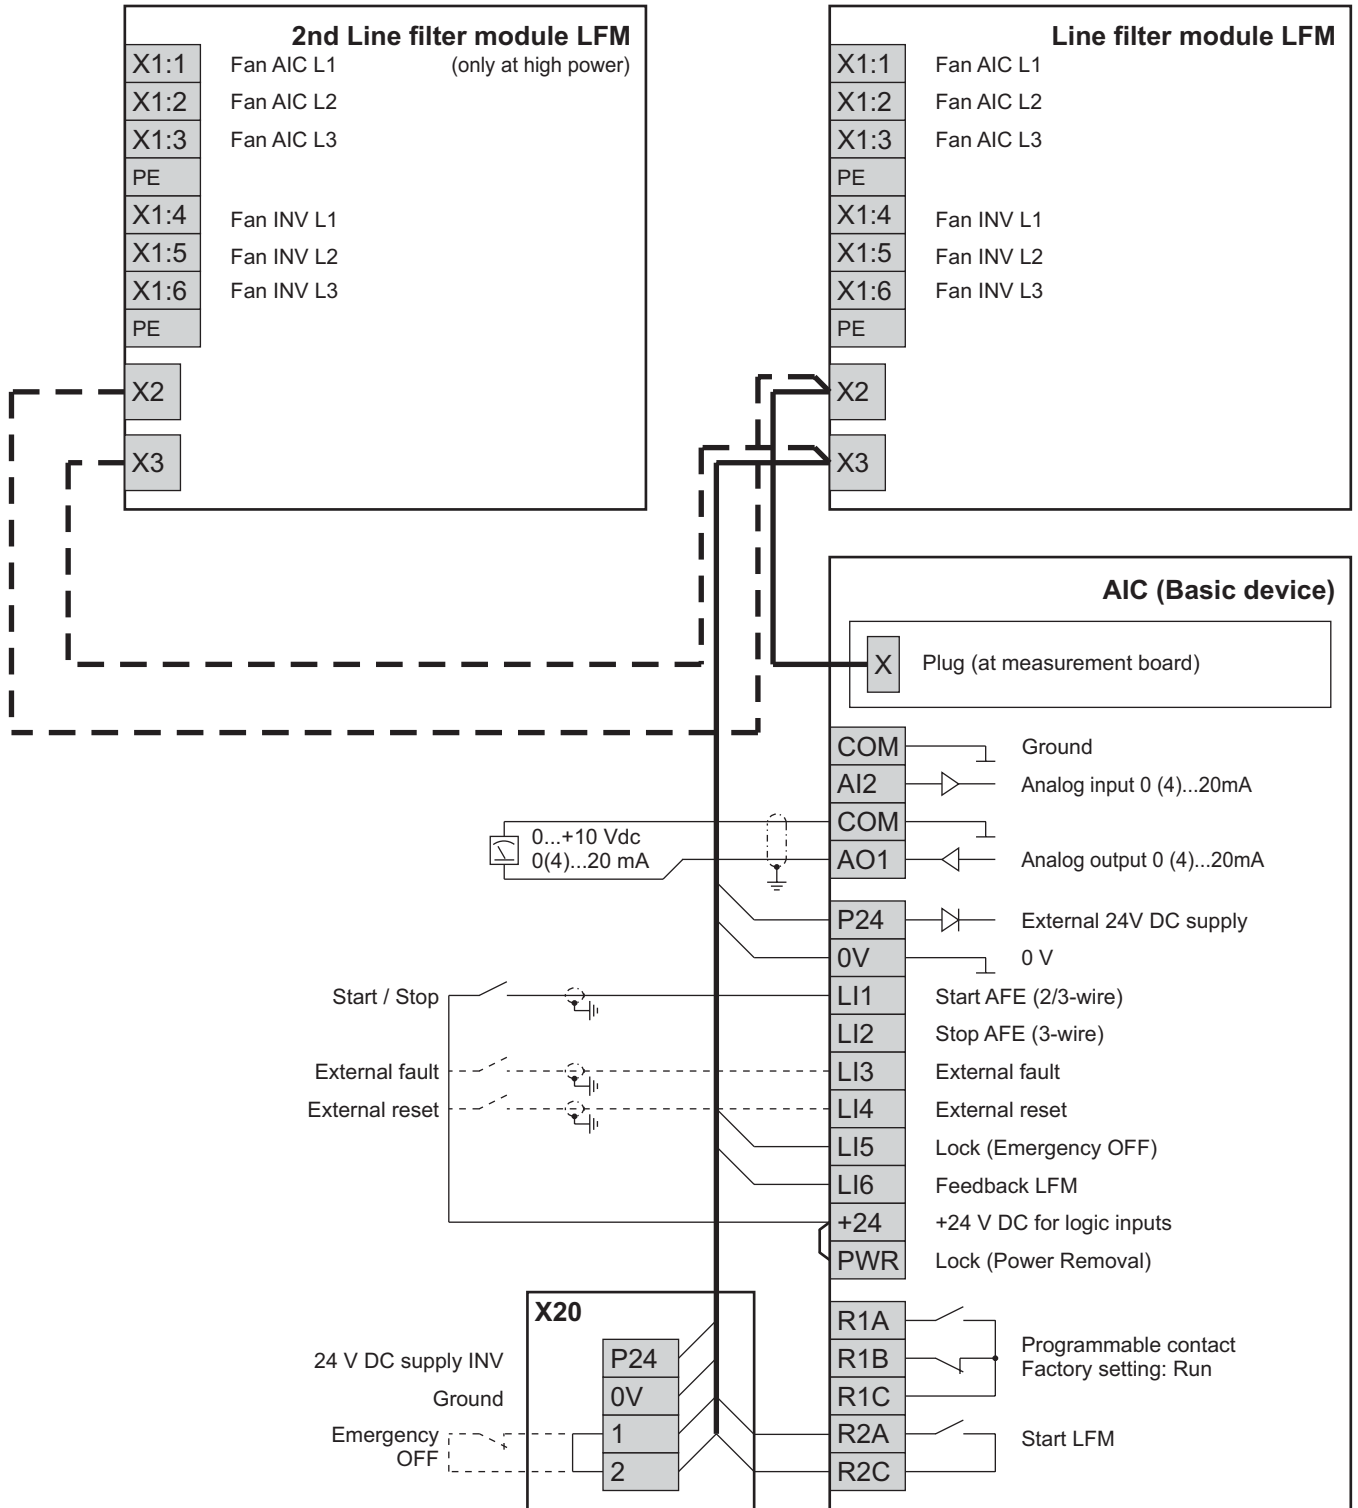 2nd Line filter module LFM
(only at high power)
X1:1 Fan AIC L1
X1:2 Fan AIC L2
X1:3 Fan AIC L3
PE
X1:4 Fan INV L1
X1:5 Fan INV L2
X1:6 Fan INV L3
PE
X2
X3
Line filter module LFM
X1:1 Fan AIC L1
X1:2 Fan AIC L2
X1:3 Fan AIC L3
PE
X1:4 Fan INV L1
X1:5 Fan INV L2
X1:6 Fan INV L3
PE
X2
X3
AIC (Basic device)
X Plug (at measurement board)
COM Ground
AI2 Analog input 0 (4)...20mA
COM
AO1 Analog output 0 (4)...20mA
0...+10 Vdc
0(4)...20 mA
P24 External 24V DC supply
0V 0 V
Start / Stop LI1 Start AFE (2/3-wire)
LI2 Stop AFE (3-wire)
External fault LI3 External fault
External reset LI4 External reset
LI5 Lock (Emergency OFF)
LI6 Feedback LFM
+24 +24 V DC for logic inputs
PWR Lock (Power Removal)
R1A
R1B
R1C
Programmable contact
Factory setting: Run
R2A
R2C
Start LFM
X20
24 V DC supply INV P24
Ground 0V
Emergency
OFF
1
2